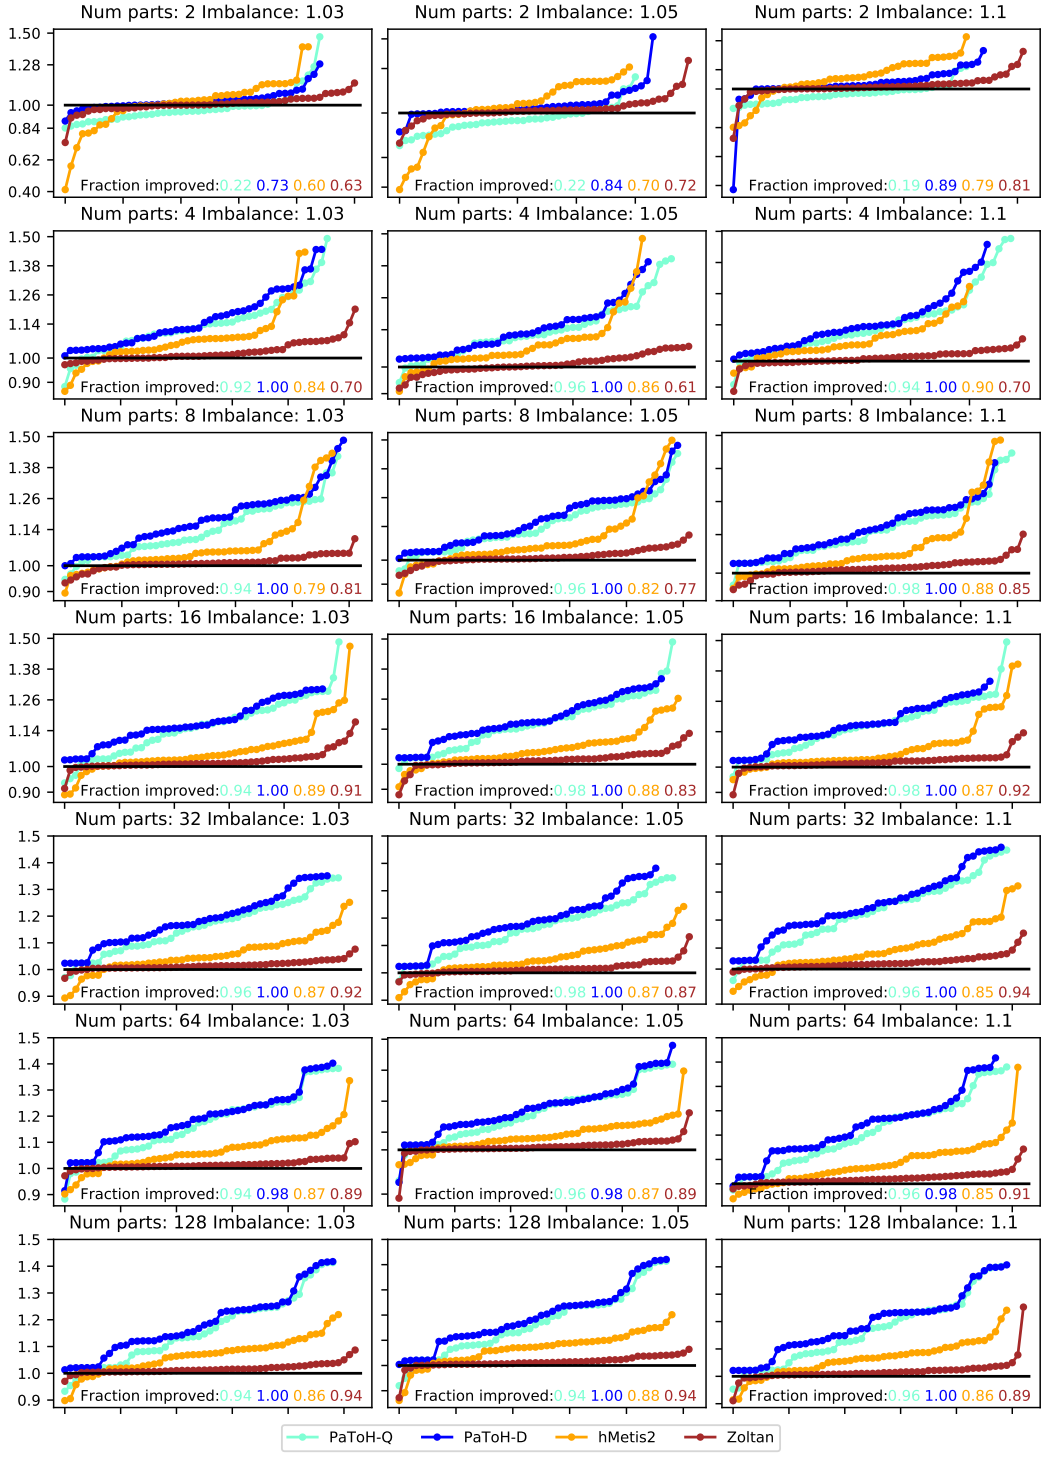 Num parts: 2 Imbalance: 1.03
Num parts: 2 Imbalance: 1.05
Num parts: 2 Imbalance: 1.1
1.50
1.28
1.00
0.84
0.62
0.40
Fraction improved:0.22 0.73 0.60 0.63
Fraction improved:0.22 0.84 0.70 0.72
Fraction improved:0.19 0.89 0.79 0.81
Num parts: 4 Imbalance: 1.03
Num parts: 4 Imbalance: 1.05
Num parts: 4 Imbalance: 1.1
1.50
1.38
1.26
1.14
1.00
0.90
Fraction improved:0.92 1.00 0.84 0.70
Fraction improved:0.96 1.00 0.86 0.61
Fraction improved:0.94 1.00 0.90 0.70
Num parts: 8 Imbalance: 1.03
Num parts: 8 Imbalance: 1.05
Num parts: 8 Imbalance: 1.1
1.50
1.38
1.26
1.14
1.00
0.90
Fraction improved:0.94 1.00 0.79 0.81
Fraction improved:0.96 1.00 0.82 0.77
Fraction improved:0.98 1.00 0.88 0.85
Num parts: 16 Imbalance: 1.03
Num parts: 16 Imbalance: 1.05
Num parts: 16 Imbalance: 1.1
1.50
1.38
1.26
1.14
1.00
0.90
Fraction improved:0.94 1.00 0.89 0.91
Fraction improved:0.98 1.00 0.88 0.83
Fraction improved:0.98 1.00 0.87 0.92
Num parts: 32 Imbalance: 1.03
Num parts: 32 Imbalance: 1.05
Num parts: 32 Imbalance: 1.1
1.5
1.4
1.3
1.2
1.1
1.0
0.9
Fraction improved:0.96 1.00 0.87 0.92
Fraction improved:0.98 1.00 0.87 0.87
Fraction improved:0.96 1.00 0.85 0.94
Num parts: 64 Imbalance: 1.03
Num parts: 64 Imbalance: 1.05
Num parts: 64 Imbalance: 1.1
1.5
1.4
1.3
1.2
1.1
1.0
0.9
Fraction improved:0.94 0.98 0.87 0.89
Fraction improved:0.96 0.98 0.87 0.89
Fraction improved:0.96 0.98 0.85 0.91
Num parts: 128 Imbalance: 1.03
Num parts: 128 Imbalance: 1.05
Num parts: 128 Imbalance: 1.1
1.5
1.4
1.3
1.2
1.1
1.0
0.9
Fraction improved:0.94 1.00 0.86 0.94
Fraction improved:0.94 1.00 0.88 0.94
Fraction improved:0.96 1.00 0.86 0.89
PaToH-Q PaToH-D hMetis2 Zoltan